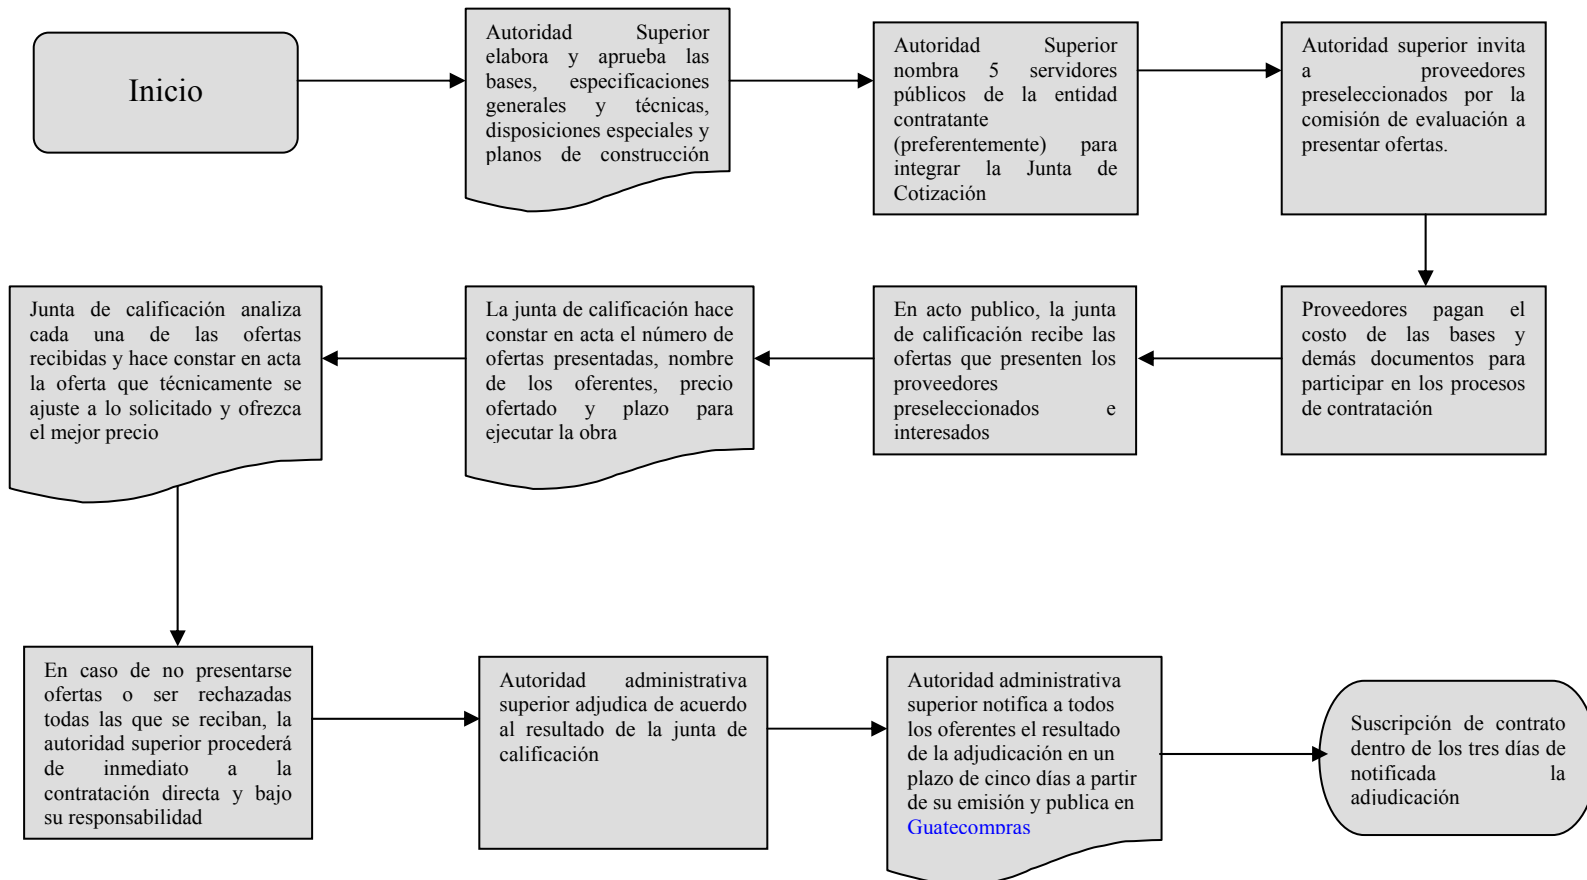 Inicio
Autoridad Superior
elabora y aprueba las
bases, especificaciones
generales y técnicas,
disposiciones especiales y
planos de construcción
Autoridad Superior
nombra 5 servidores
públicos de la entidad
contratante
(preferentemente) para
integrar la Junta de
Cotización
Autoridad superior invita
a proveedores
preseleccionados por la
comisión de evaluación a
presentar ofertas.
Proveedores pagan el
costo de las bases y
demás documentos para
participar en los procesos
de contratación
En acto publico, la junta
de calificación recibe las
ofertas que presenten los
proveedores
preseleccionados e
interesados
La junta de calificación hace
constar en acta el número de
ofertas presentadas, nombre
de los oferentes, precio
ofertado y plazo para
ejecutar la obra
Junta de calificación analiza
cada una de las ofertas
recibidas y hace constar en acta
la oferta que técnicamente se
ajuste a lo solicitado y ofrezca
el mejor precio
En caso de no presentarse
ofertas o ser rechazadas
todas las que se reciban, la
autoridad superior procederá
de inmediato a la
contratación directa y bajo
su responsabilidad
Autoridad administrativa
superior adjudica de acuerdo
al resultado de la junta de
calificación
Autoridad administrativa
superior notifica a todos
los oferentes el resultado
de la adjudicación en un
plazo de cinco días a partir
de su emisión y publica en
Guatecompras
Suscripción de contrato
dentro de los tres días de
notificada la
adjudicación